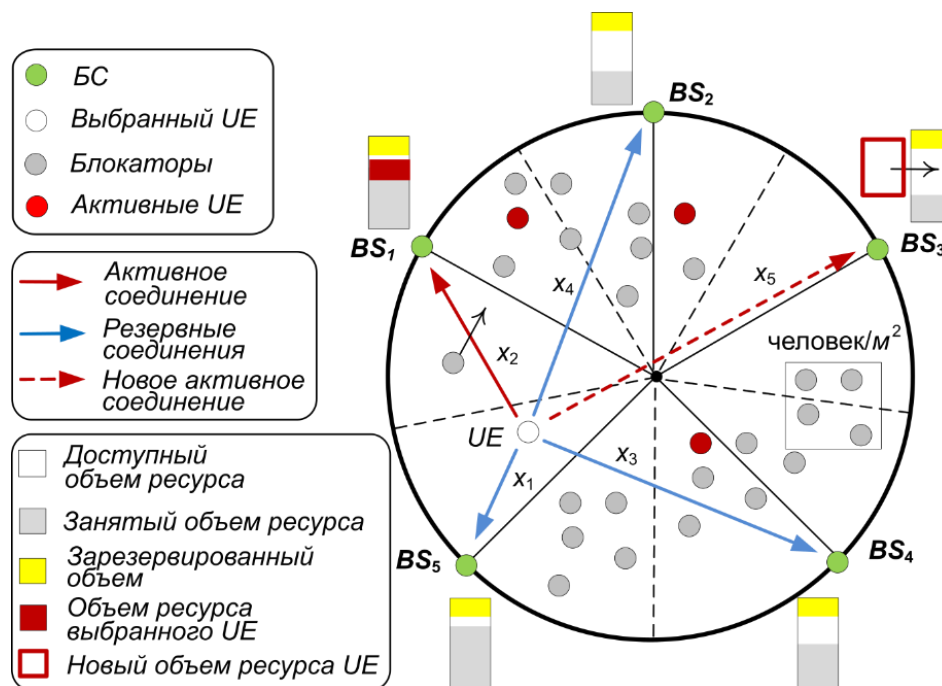 БС
Выбранный UE
Блокаторы
Активные UE
Активное
соединение
Резервные
соединения
Новое активное
соединение
Доступный
объем ресурса
Занятый объем ресурса
Зарезервированный
объем
Объем ресурса
выбранного UE
Новый объем ресурса UE
BS2
BS1
BS3
x4
x5
x2
человек/м²
UE
x3
x1
BS5
BS4